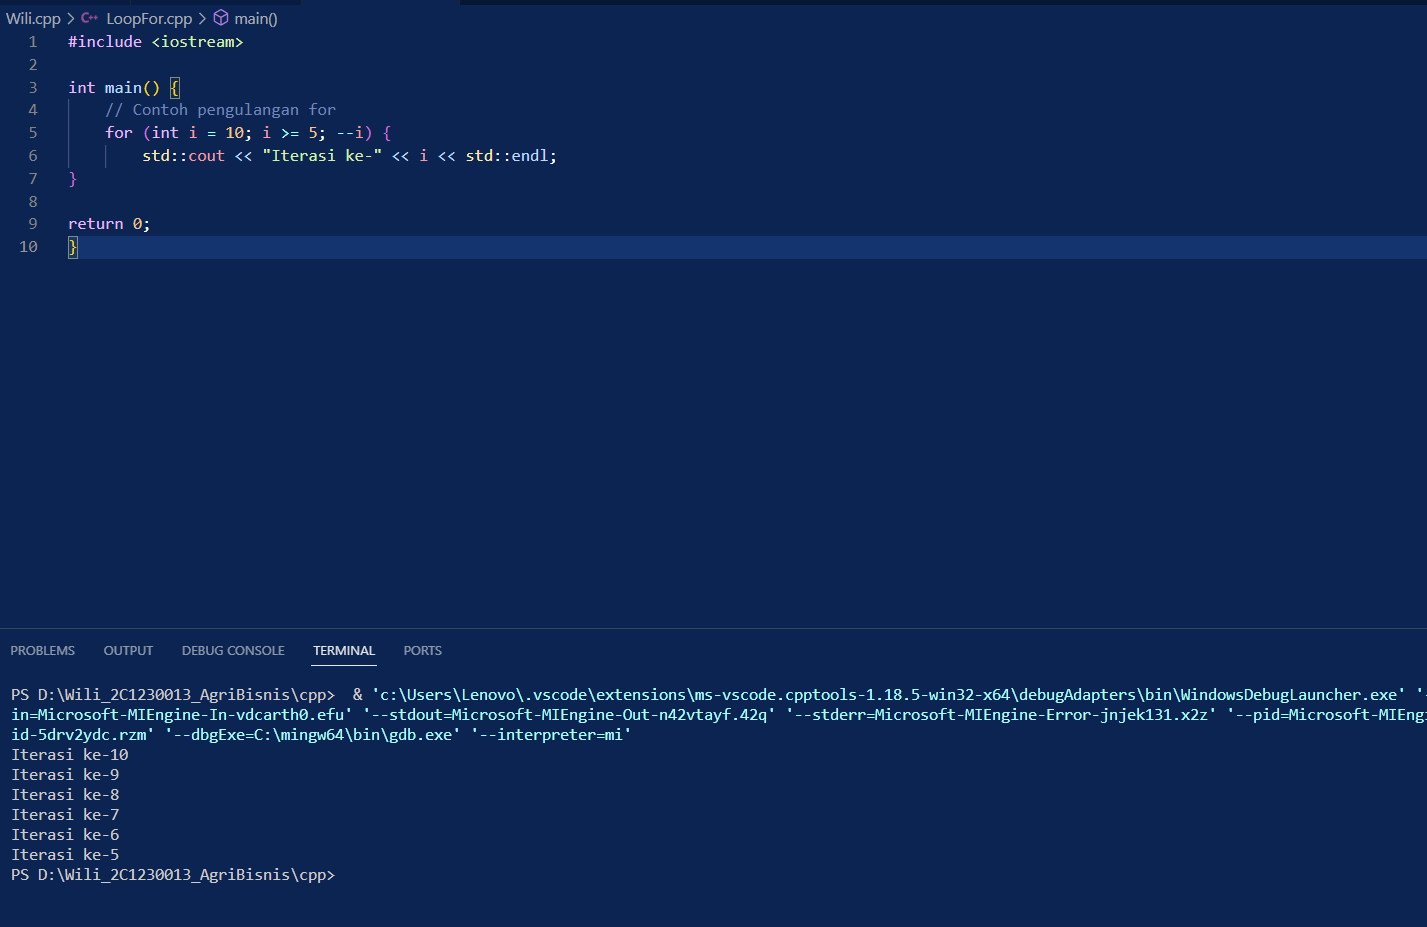 Wili.cpp > C++ LoopFor.cpp > main()
1 #include <iostream>
2
3 int main() {
4 // Contoh pengulangan for
5 for (int i = 10; i >= 5; --i) {
6 std::cout << "Iterasi ke-" << i << std::endl;
7 }
8
9 return 0;
10 }
PROBLEMS OUTPUT DEBUG CONSOLE TERMINAL PORTS
PS D:\Wili_2C1230013_AgriBisnis\cpp>  & 'c:\Users\Lenovo\.vscode\extensions\ms-vscode.cpptools-1.18.5-win32-x64\debugAdapters\bin\WindowsDebugLauncher.exe' '-
in=Microsoft-MIEngine-In-vdcarth0.efu' '--stdout=Microsoft-MIEngine-Out-n42vtayf.42q' '--stderr=Microsoft-MIEngine-Error-jnjek131.x2z' '--pid=Microsoft-MIEngi
id-5drv2ydc.rzm' '--dbgExe=C:\mingw64\bin\gdb.exe' '--interpreter=mi'
Iterasi ke-10
Iterasi ke-9
Iterasi ke-8
Iterasi ke-7
Iterasi ke-6
Iterasi ke-5
PS D:\Wili_2C1230013_AgriBisnis\cpp>